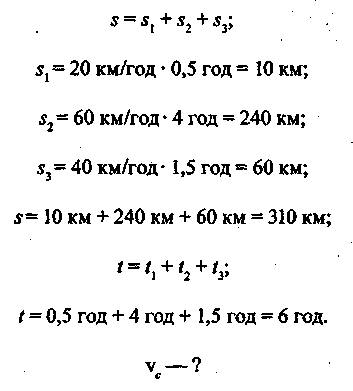 s = s₁ + s₂ + s₃;
s₁ = 20 км/год · 0,5 год = 10 км;
s₂ = 60 км/год · 4 год = 240 км;
s₃ = 40 км/год · 1,5 год = 60 км;
s = 10 км + 240 км + 60 км = 310 км;
t = t₁ + t₂ + t₃;
t = 0,5 год + 4 год + 1,5 год = 6 год.
v_c — ?